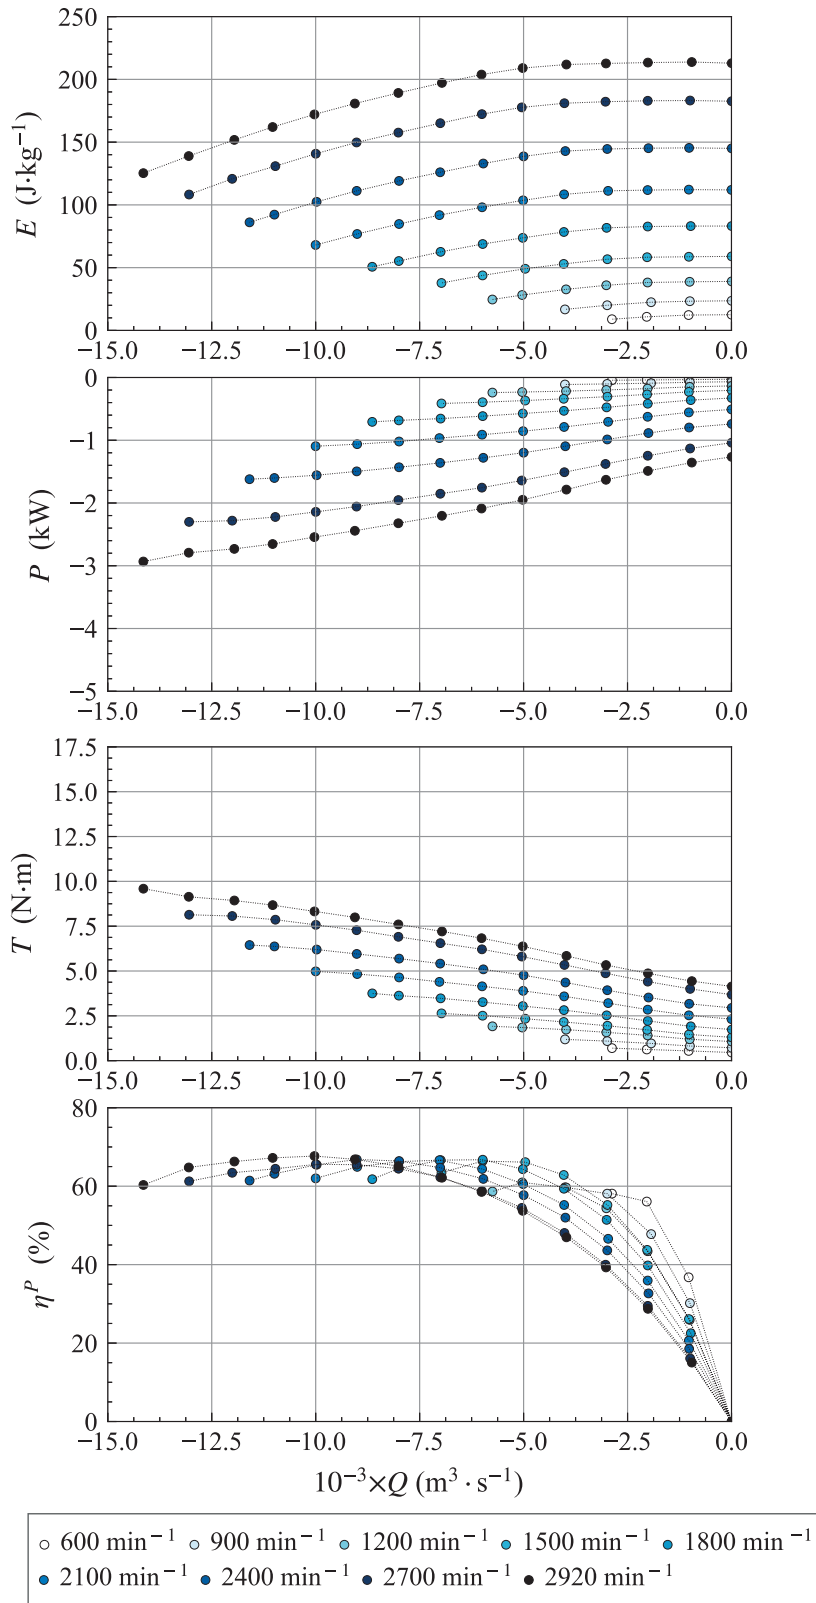 250
200
150
100
50
0
E (J·kg⁻¹)
−15.0 −12.5 −10.0 −7.5 −5.0 −2.5 0.0
0
−1
−2
−3
−4
−5
P (kW)
−15.0 −12.5 −10.0 −7.5 −5.0 −2.5 0.0
17.5
15.0
12.5
10.0
7.5
5.0
2.5
0.0
T (N·m)
−15.0 −12.5 −10.0 −7.5 −5.0 −2.5 0.0
80
60
40
20
0
η^P (%)
−15.0 −12.5 −10.0 −7.5 −5.0 −2.5 0.0
10⁻³×Q (m³ · s⁻¹)
600 min⁻¹ 900 min⁻¹ 1200 min⁻¹ 1500 min⁻¹ 1800 min⁻¹
2100 min⁻¹ 2400 min⁻¹ 2700 min⁻¹ 2920 min⁻¹